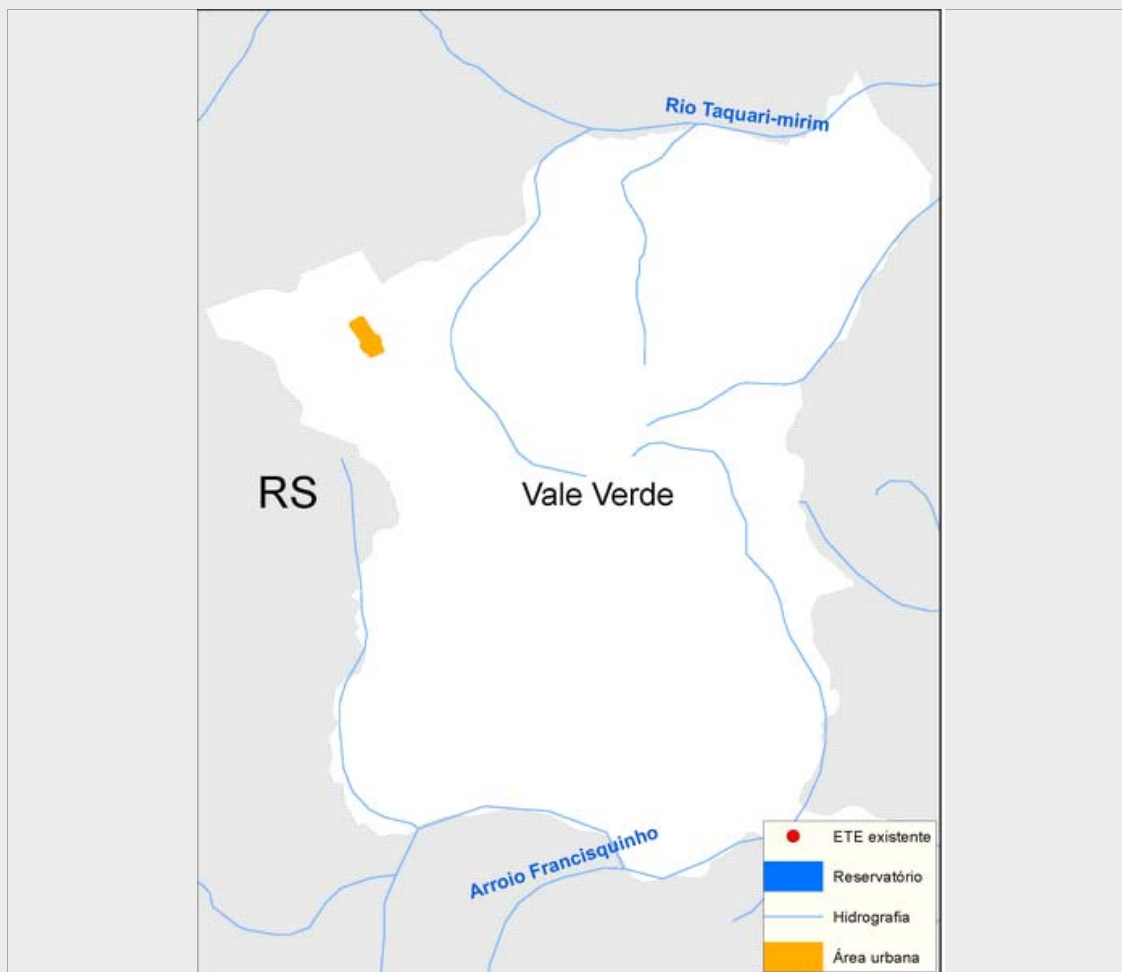 Rio Taquari-mirim
RS
Vale Verde
Arroio Francisquinho
ETE existente
Reservatório
Hidrografia
Área urbana